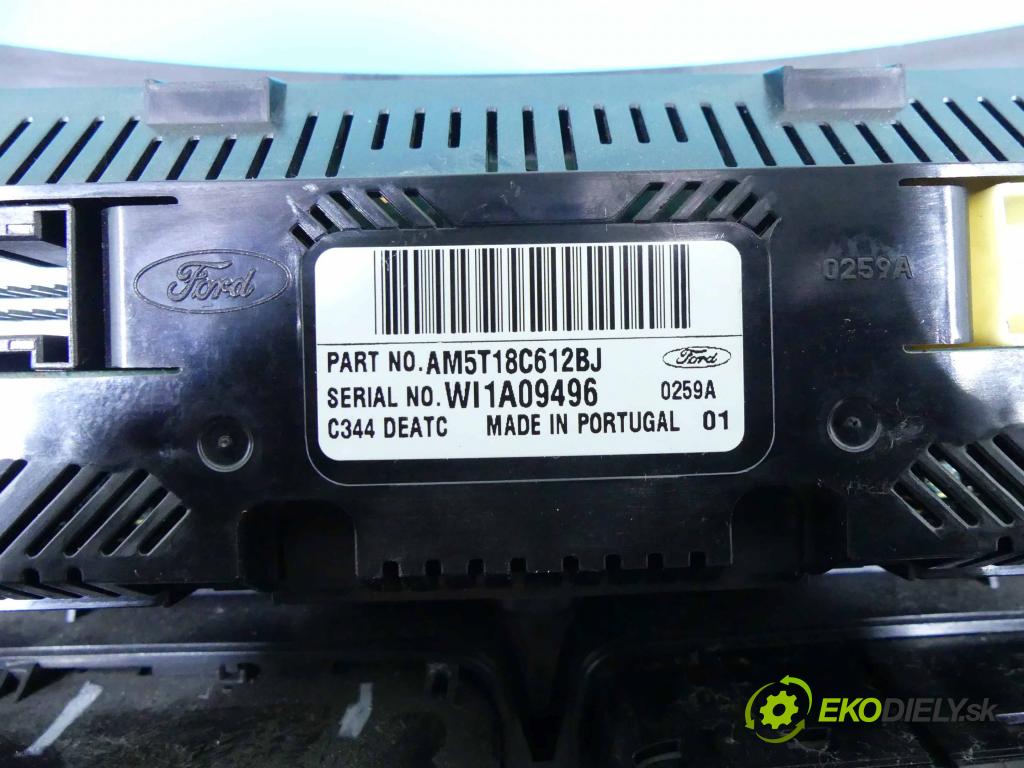 Ford
0259A
PART NO. AM5T18C612BJ
Ford
SERIAL NO. WI1A09496
0259A
C344 DEATC MADE IN PORTUGAL 01
EKODIELY.sk